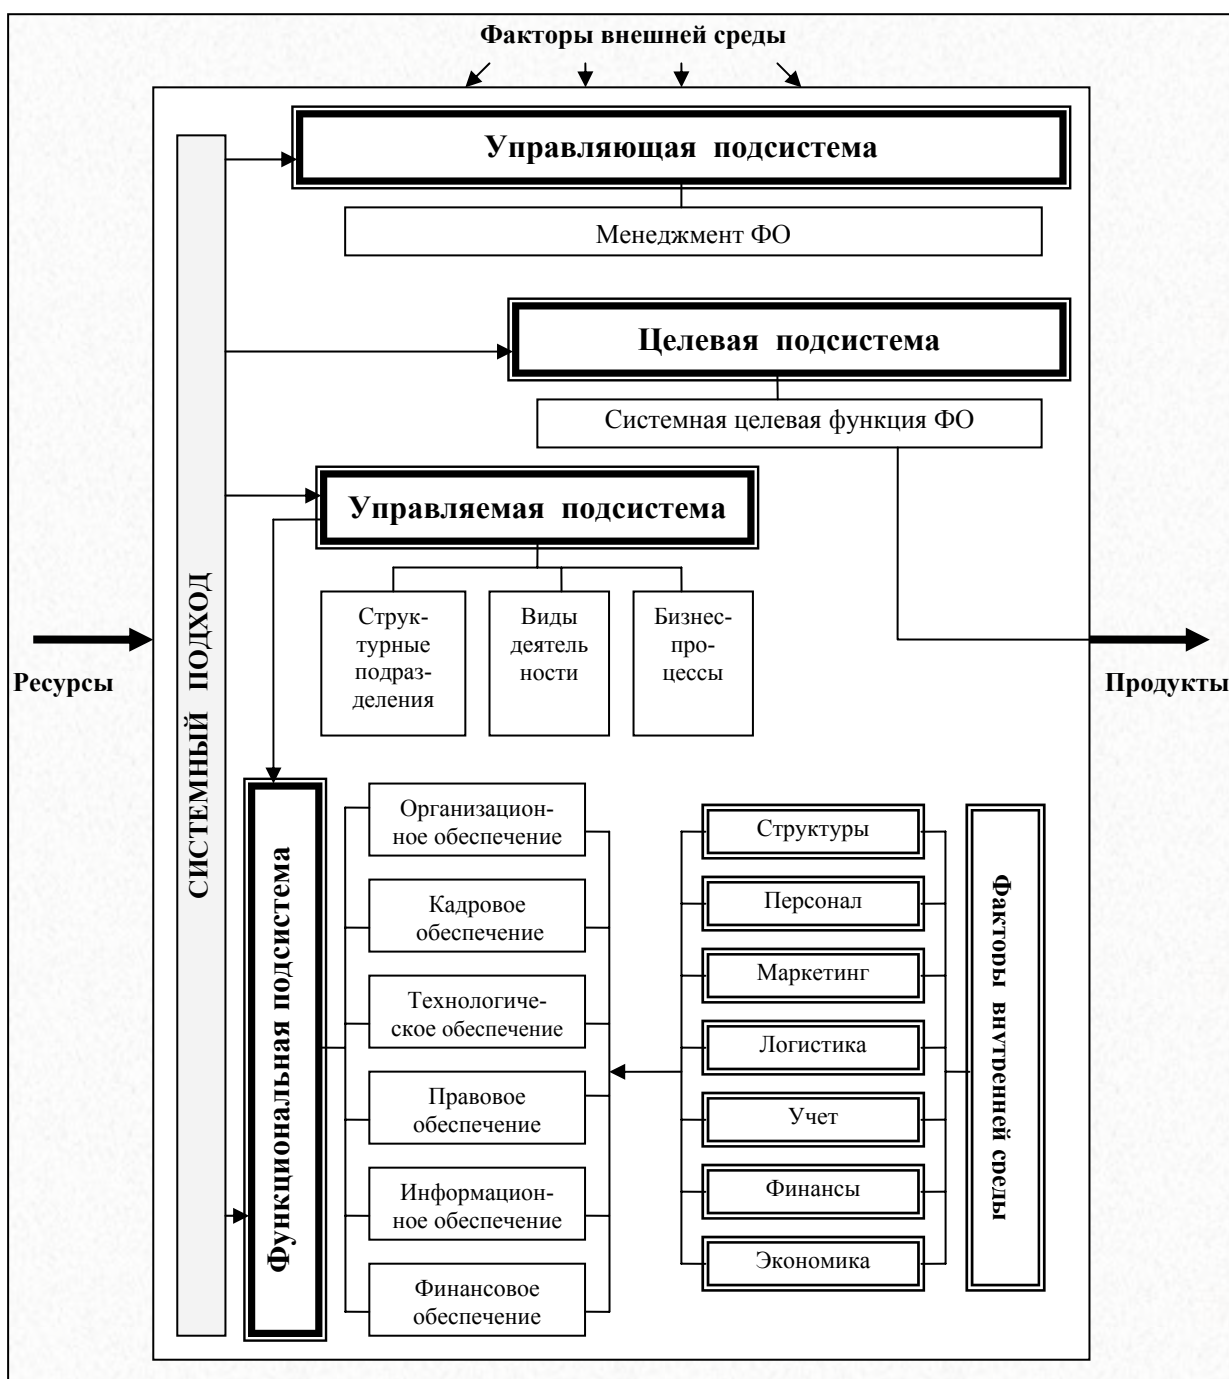 Факторы внешней среды
Управляющая подсистема
Менеджмент ФО
Целевая подсистема
Системная целевая функция ФО
Управляемая подсистема
Струк-
турные
подраз-
деления
Виды
деятель
ности
Бизнес-
про-
цессы
СИСТЕМНЫЙ ПОДХОД
Ресурсы
Продукты
Функциональная подсистема
Организацион-
ное обеспечение
Кадровое
обеспечение
Технологиче-
ское обеспечение
Правовое
обеспечение
Информацион-
ное обеспечение
Финансовое
обеспечение
Структуры
Персонал
Маркетинг
Логистика
Учет
Финансы
Экономика
Факторы внутренней среды